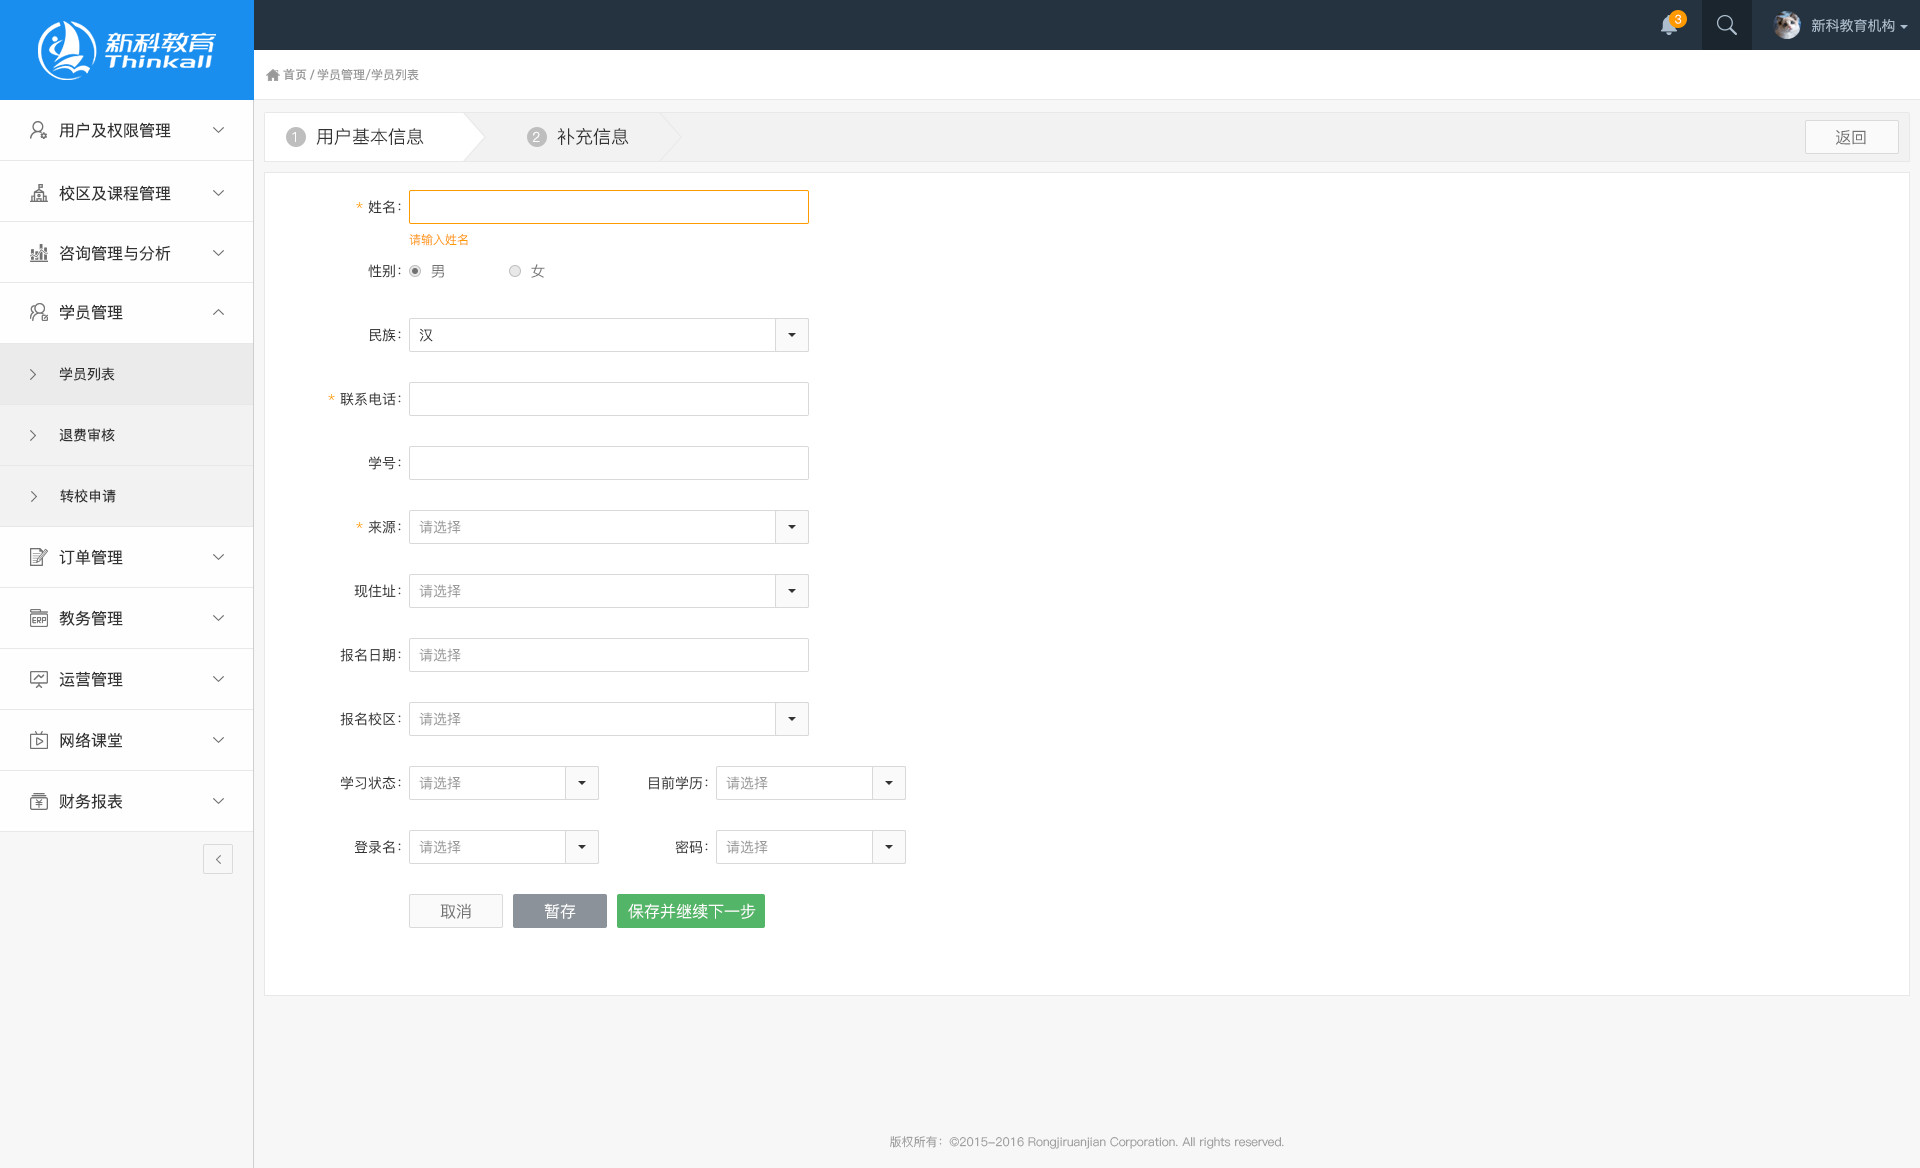 新科教育
Thinkall
3
新科教育机构
首页 / 学员管理/学员列表
用户及权限管理
校区及课程管理
咨询管理与分析
学员管理
学员列表
退费审核
转校申请
订单管理
ERP
教务管理
运营管理
网络课堂
¥
财务报表
1 用户基本信息
2 补充信息
返回
* 姓名:
请输入姓名
性别: 男 女
民族: 汉
* 联系电话:
学号:
* 来源: 请选择
现住址: 请选择
报名日期: 请选择
报名校区: 请选择
学习状态: 请选择 目前学历: 请选择
登录名: 请选择 密码: 请选择
取消 暂存 保存并继续下一步
版权所有: ©2015-2016 Rongjiruanjian Corporation. All rights reserved.